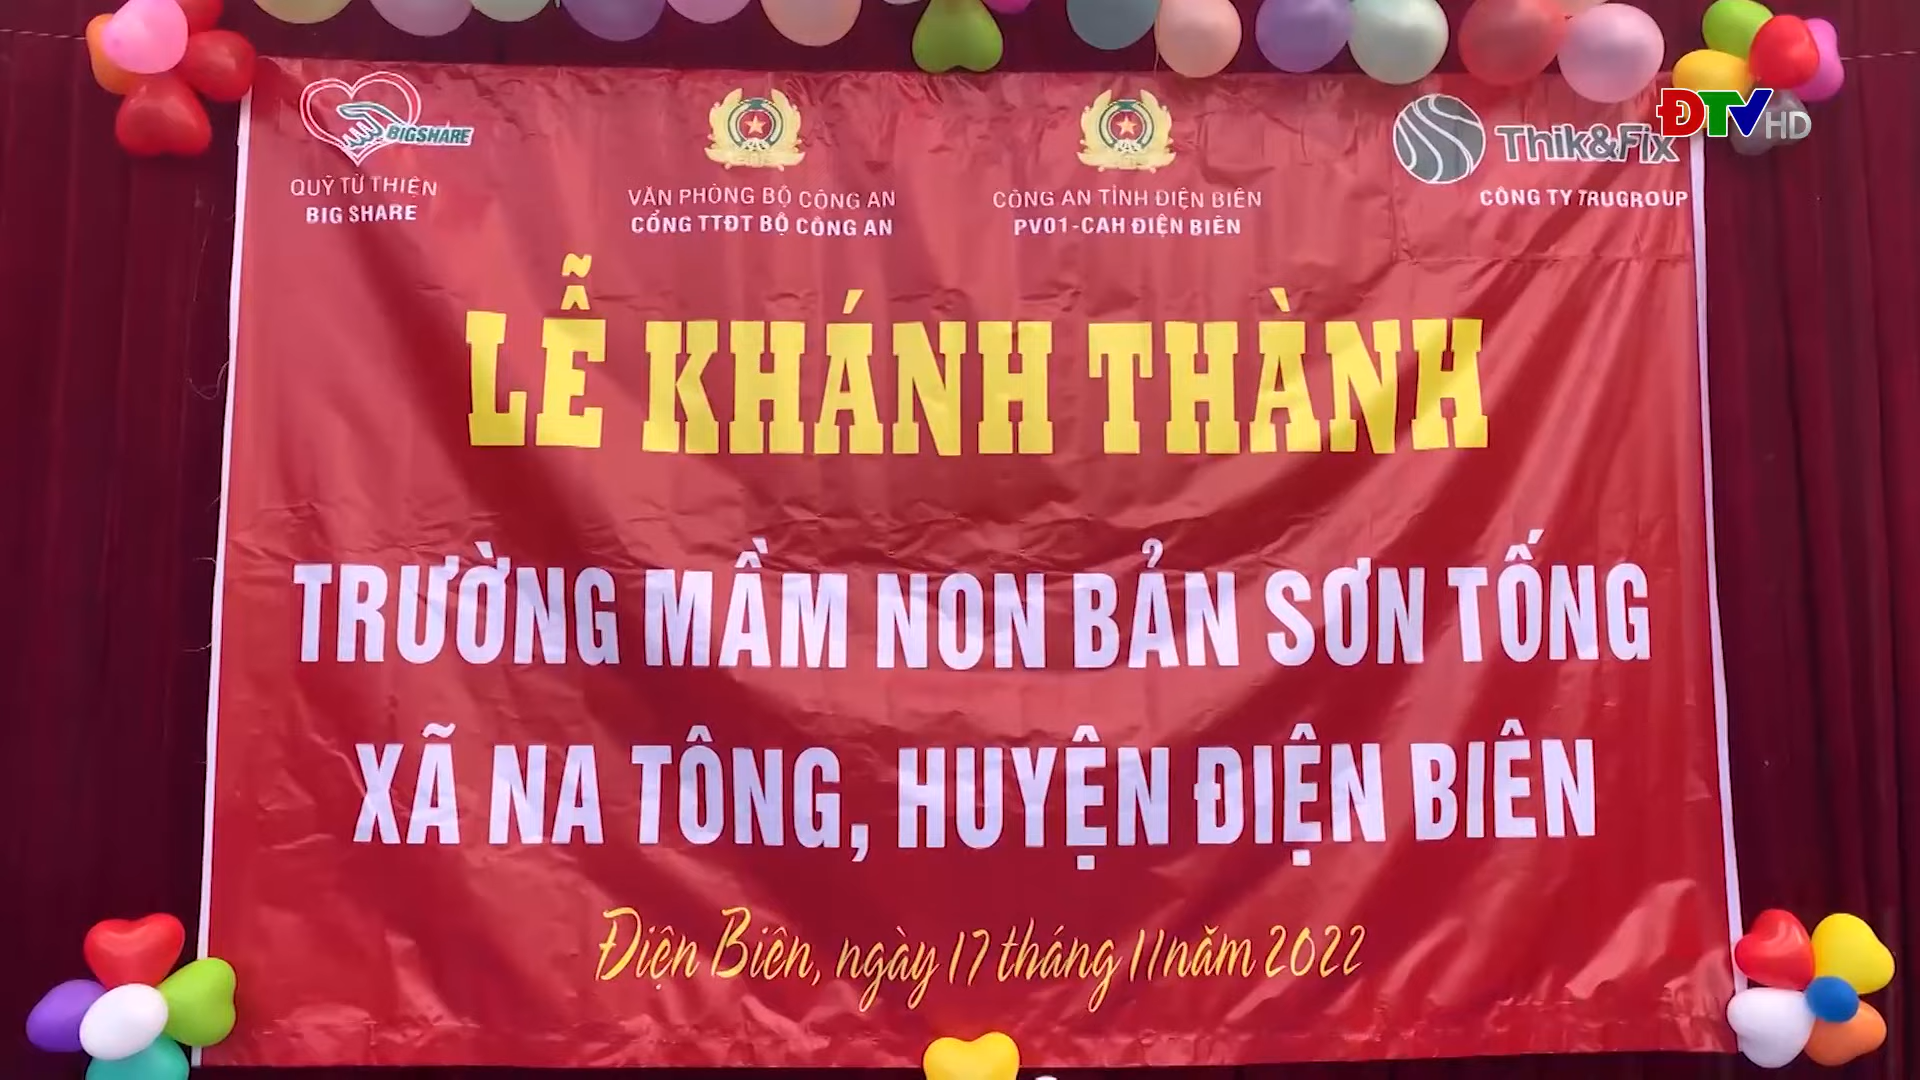 BIGSHARE
QUỸ TỪ THIỆN
BIG SHARE
VĂN PHÒNG BỘ CÔNG AN
CỔNG TTĐT BỘ CÔNG AN
CÔNG AN TỈNH ĐIỆN BIÊN
PV01-CAH ĐIỆN BIÊN
Thik&Fix
CÔNG TY TRUGROUP
ĐTV HD
LỄ KHÁNH THÀNH
TRƯỜNG MẦM NON BẢN SƠN TỐNG
XÃ NA TÔNG, HUYỆN ĐIỆN BIÊN
Điện Biên, ngày 17 tháng 11 năm 2022